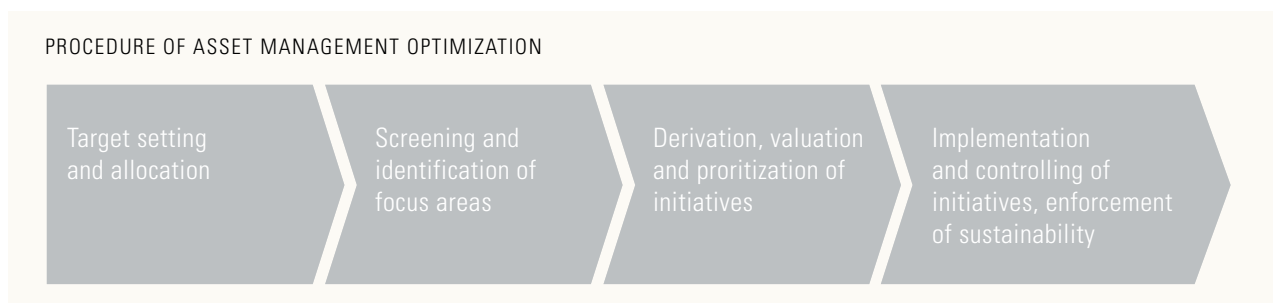 PROCEDURE OF ASSET MANAGEMENT OPTIMIZATION
Target setting
and allocation
Screening and
identification of
focus areas
Derivation, valuation
and proritization of
initiatives
Implementation
and controlling of
initiatives, enforcement
of sustainability